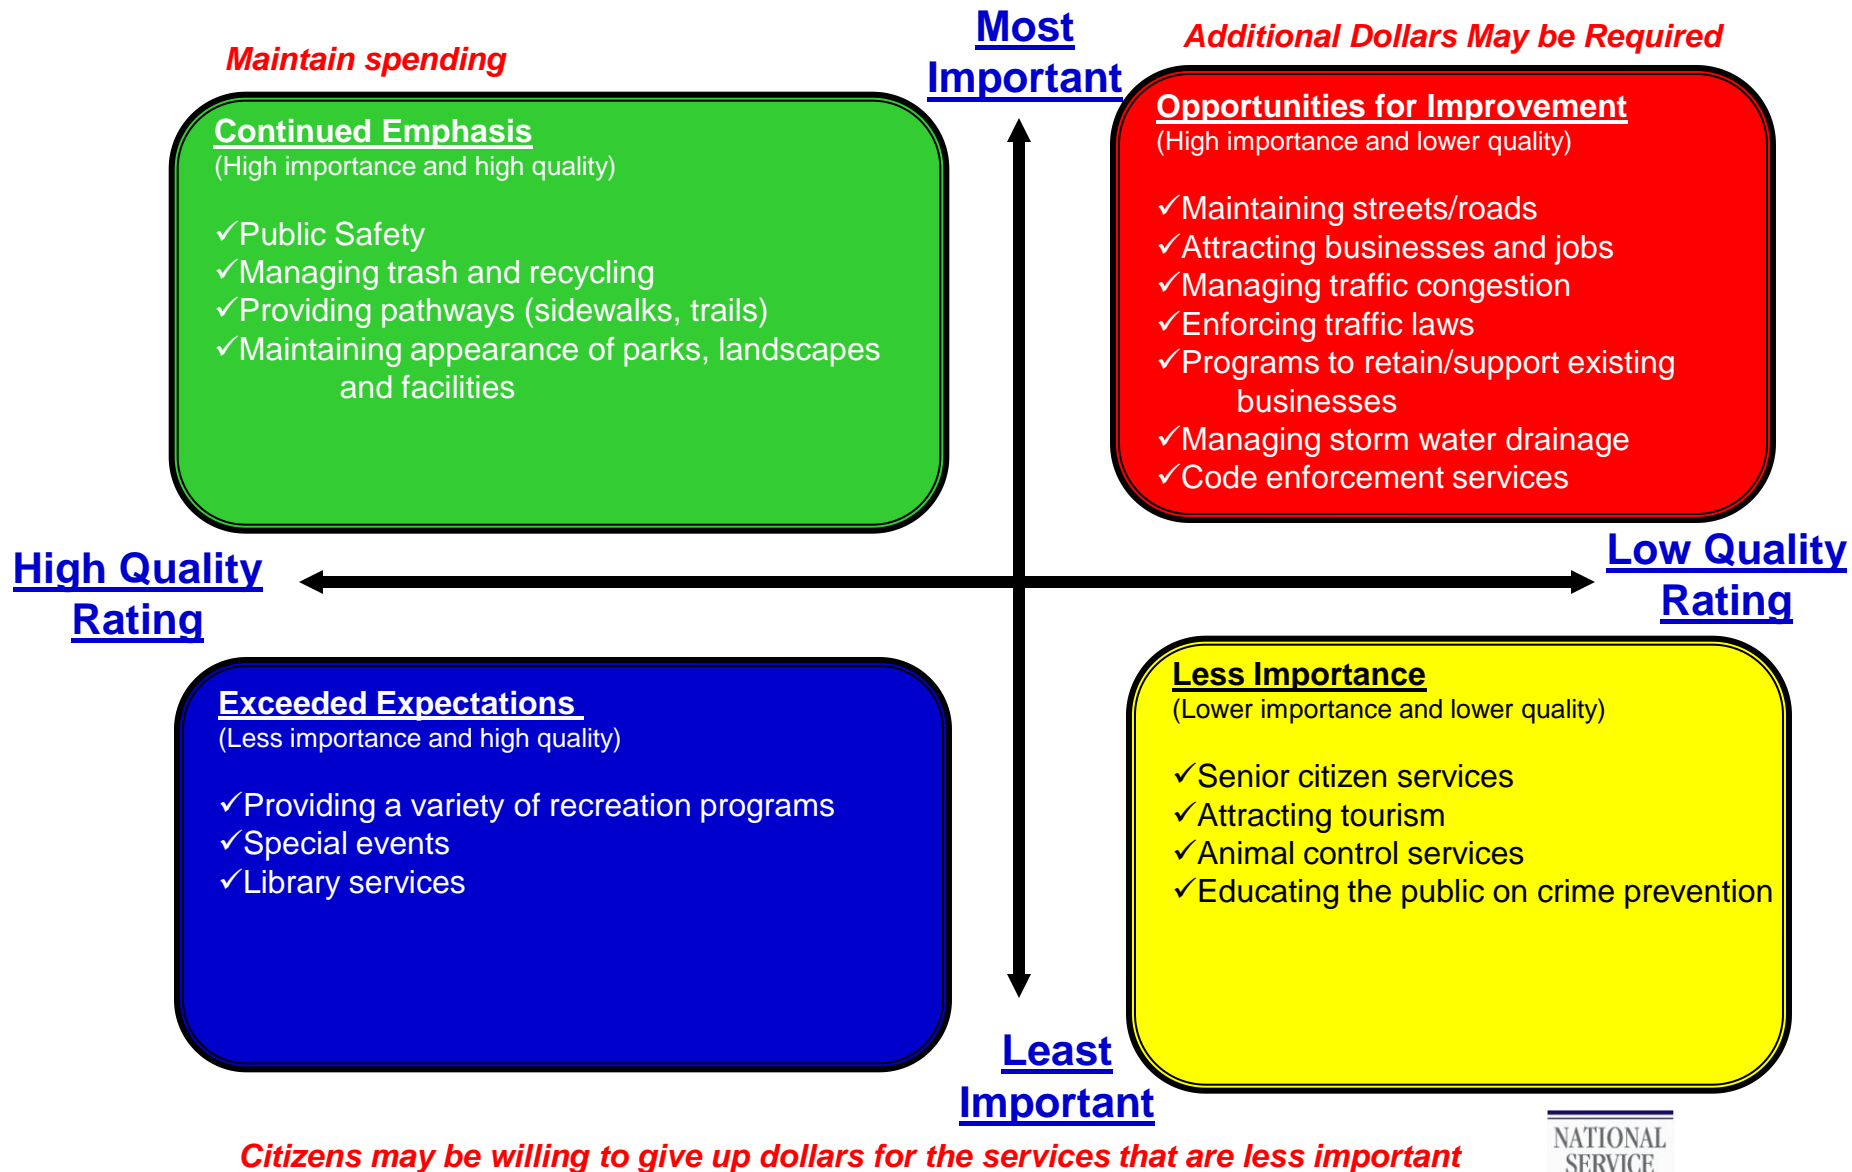 Maintain spending
Most
Important
Additional Dollars May be Required
Continued Emphasis
(High importance and high quality)
✓Public Safety
✓Managing trash and recycling
✓Providing pathways (sidewalks, trails)
✓Maintaining appearance of parks, landscapes
and facilities
Opportunities for Improvement
(High importance and lower quality)
✓Maintaining streets/roads
✓Attracting businesses and jobs
✓Managing traffic congestion
✓Enforcing traffic laws
✓Programs to retain/support existing
businesses
✓Managing storm water drainage
✓Code enforcement services
High Quality
Rating
Low Quality
Rating
Exceeded Expectations
(Less importance and high quality)
✓Providing a variety of recreation programs
✓Special events
✓Library services
Less Importance
(Lower importance and lower quality)
✓Senior citizen services
✓Attracting tourism
✓Animal control services
✓Educating the public on crime prevention
Least
Important
Citizens may be willing to give up dollars for the services that are less important
NATIONAL
SERVICE